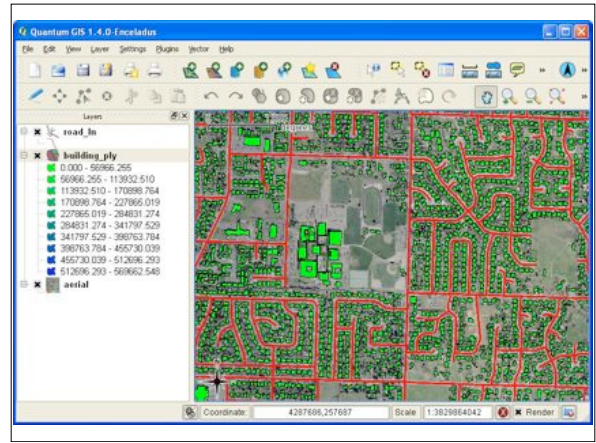 Quantum GIS 1.4.0-Enceladus
File Edit View Layer Settings Plugins Vector Help
Layers
road_ln
building_ply
0.000 - 56966.255
56966.255 - 113932.510
113932.510 - 170898.764
170898.764 - 227865.019
227865.019 - 284831.274
284831.274 - 341797.529
341797.529 - 398763.784
398763.784 - 455730.039
455730.039 - 512696.293
512696.293 - 569662.548
aerial
degrees
Coordinate: 4287686,257687 Scale 1:3829864042 Render